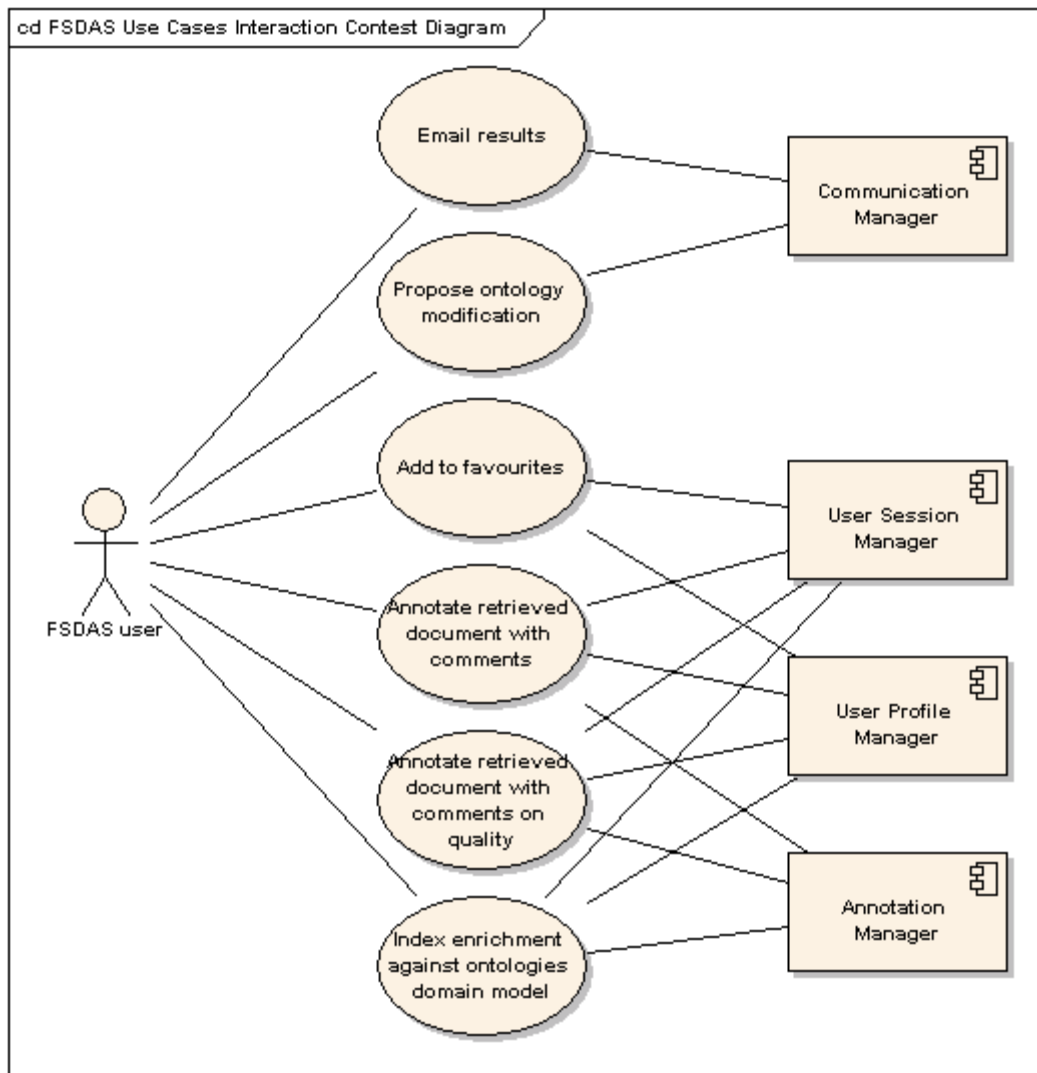 cd FSDAS Use Cases Interaction Contest Diagram
Email results
Communication
Manager
Propose ontology
modification
Add to favourites
User Session
Manager
FSDAS user
Annotate retrieved
document with
comments
User Profile
Manager
Annotate retrieved
document with
comments on
quality
Annotation
Manager
Index enrichment
against ontologies
domain model